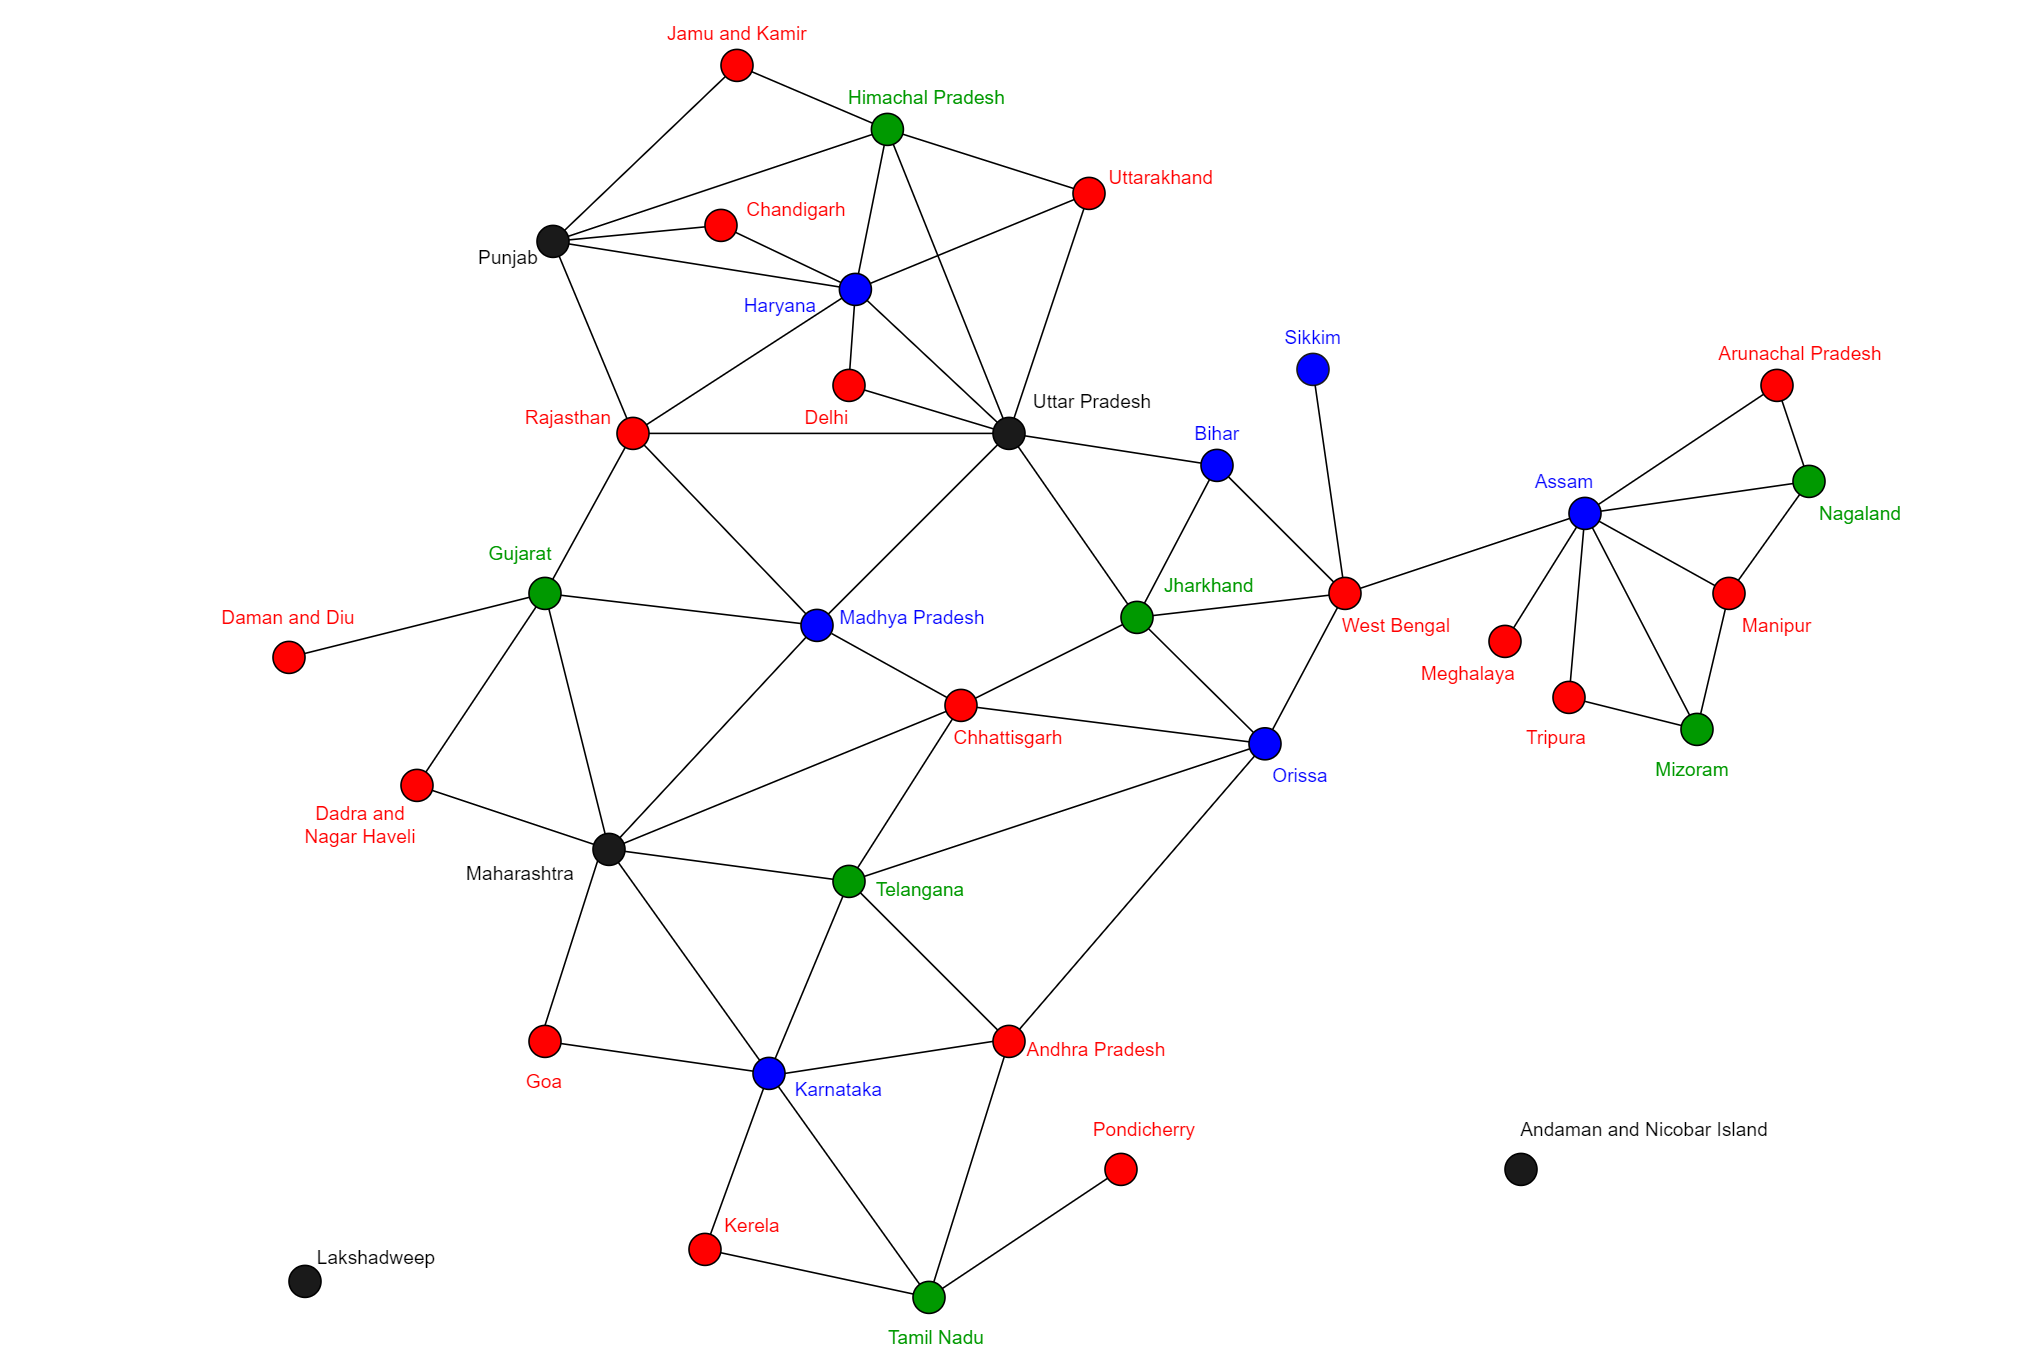 Jamu and Kamir
Himachal Pradesh
Uttarakhand
Chandigarh
Punjab
Haryana
Sikkim
Arunachal Pradesh
Uttar Pradesh
Rajasthan
Delhi
Bihar
Assam
Nagaland
Gujarat
Jharkhand
Daman and Diu
Madhya Pradesh
West Bengal
Manipur
Meghalaya
Chhattisgarh
Tripura
Orissa
Mizoram
Dadra and
Nagar Haveli
Maharashtra
Telangana
Andhra Pradesh
Goa
Karnataka
Pondicherry
Andaman and Nicobar Island
Kerela
Lakshadweep
Tamil Nadu